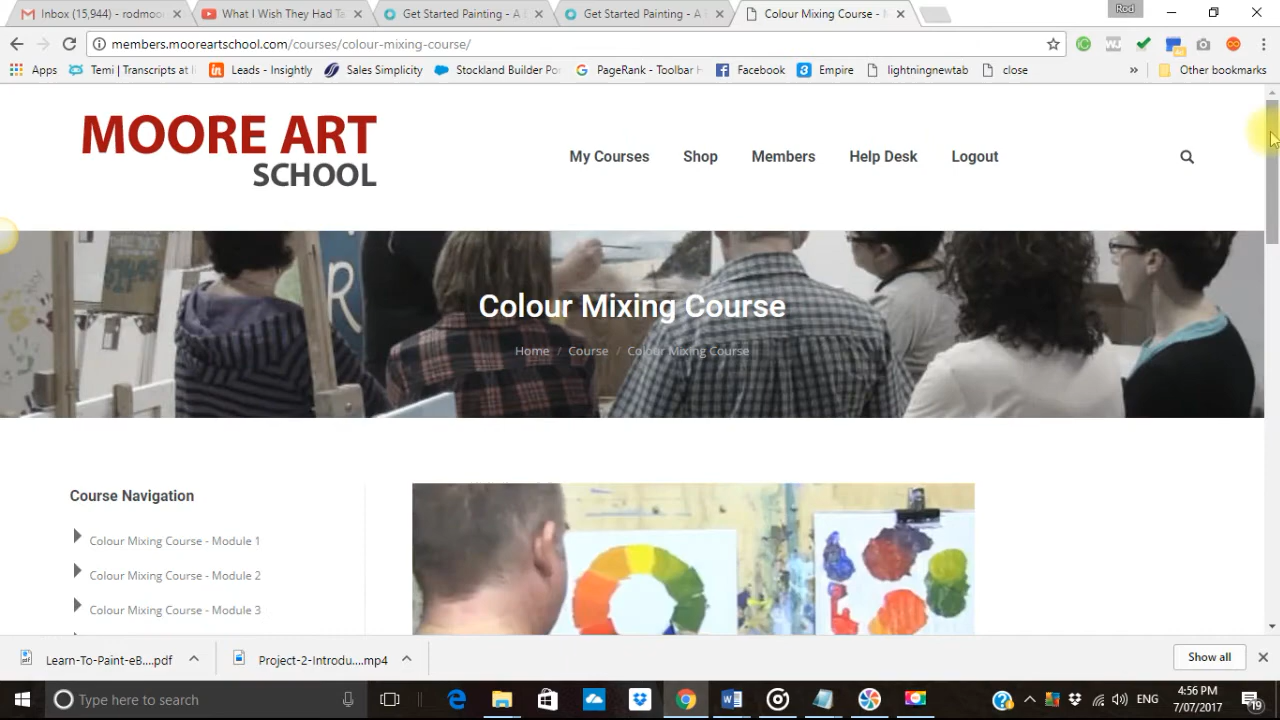 Rod
Inbox (15,944) - rodmoor
What I Wish They Had Ta
Get Started Painting - A
Get Started Painting - A
Colour Mixing Course -
members.mooreartschool.com/courses/colour-mixing-course/
Apps
Temi | Transcripts at
Leads - Insightly
Sales Simplicity
Stockland Builder Po
PageRank - Toolbar
Facebook
Empire
lightningnewtab
close
»
Other bookmarks
MOORE ART
SCHOOL
My Courses
Shop
Members
Help Desk
Logout
Colour Mixing Course
Home / Course / Colour Mixing Course
Course Navigation
Colour Mixing Course - Module 1
Colour Mixing Course - Module 2
Colour Mixing Course - Module 3
Learn-To-Paint-eB....pdf
Project-2-Introdu....mp4
Show all
Type here to search
ENG
4:56 PM
7/07/2017
19